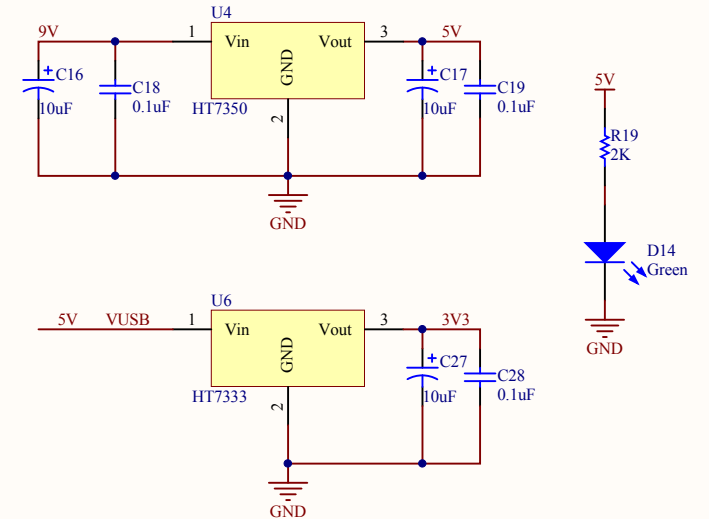 U4
9V
1
Vin
GND
Vout
3
5V
C16
10uF
C18
0.1uF
HT7350
2
C17
10uF
C19
0.1uF
GND
5V
R19
2K
D14
Green
GND
U6
5V
VUSB
1
Vin
GND
Vout
3
3V3
HT7333
2
C27
10uF
C28
0.1uF
GND